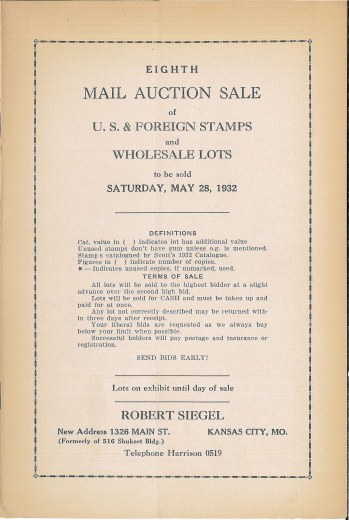 EIGHTH
MAIL AUCTION SALE
of
U. S. & FOREIGN STAMPS
and
WHOLESALE LOTS
to be sold
SATURDAY, MAY 28, 1932
DEFINITIONS
Cat. value in ( ) indicates lot has additional value
Unused stamps don't have gum unless o.g. is mentioned.
Stamps catalogued by Scott's 1932 Catalogue.
Figures in ( ) indicate number of copies.
*—Indicates unused copies, if unmarked, used.
TERMS OF SALE
All lots will be sold to the highest bidder at a slight
advance over the second high bid.
Lots will be sold for CASH and must be taken up and
paid for at once.
Any lot not correctly described may be returned with-
in three days after receipt.
Your liberal bids are requested as we always buy
below your limit when possible.
Successful bidders will pay postage and insurance or
registration.
SEND BIDS EARLY!
Lots on exhibit until day of sale
ROBERT SIEGEL
New Address 1326 MAIN ST. KANSAS CITY, MO.
(Formerly of 516 Shukert Bldg.)
Telephone Harrison 0519